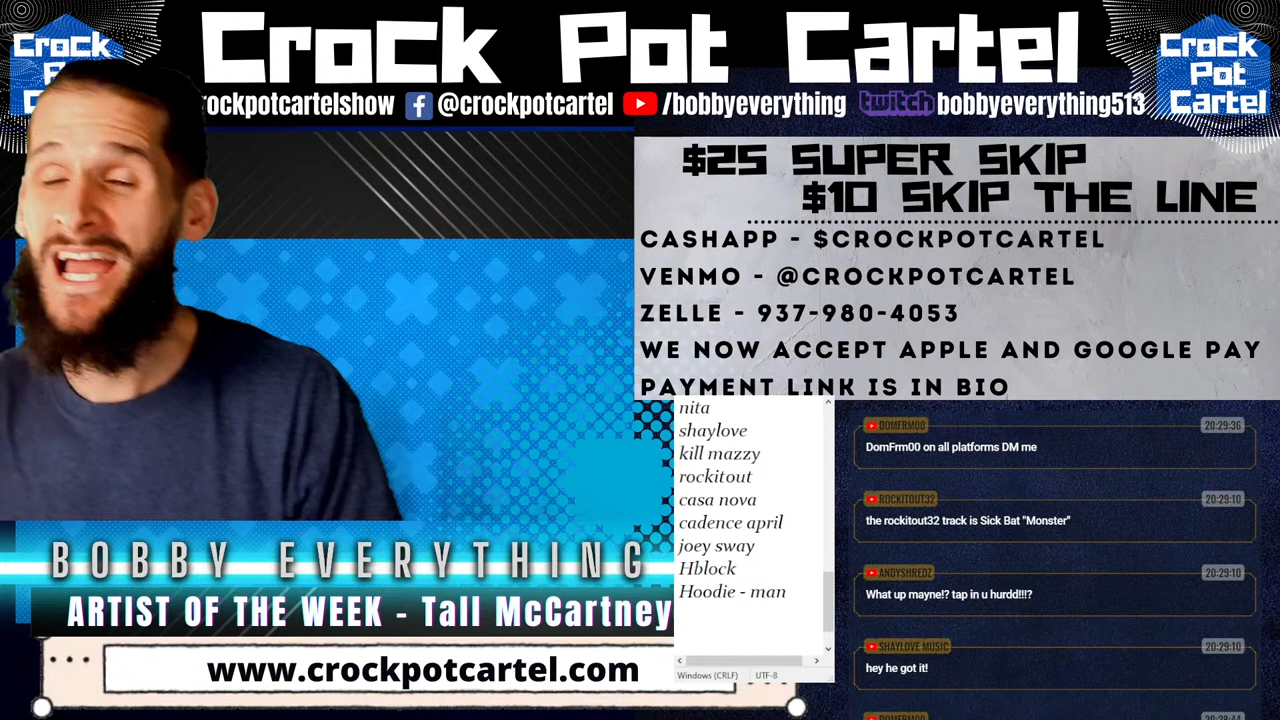 Crock Pot Cartel
Crock
Crock
Pot
Cartel
rockpotcartelshow @crockpotcartel /bobbyeverything twitch bobbyeverything513
$25 SUPER SKIP
$10 SKIP THE LINE
CASHAPP - $CROCKPOTCARTEL
VENMO - @CROCKPOTCARTEL
ZELLE - 937-980-4053
WE NOW ACCEPT APPLE AND GOOGLE PAY
PAYMENT LINK IS IN BIO
nita
shaylove
kill mazzy
rockitout
casa nova
cadence april
joey sway
Hblock
Hoodie - man
Windows (CRLF) UTF-8
DOMFRM00 20:29:36
DomFrm00 on all platforms DM me
ROCKITOUT32 20:29:10
the rockitout32 track is Sick Bat "Monster"
ANDYSHREDZ 20:29:10
What up mayne!? tap in u hurdd!!!?
SHAYLOVE MUSIC 20:29:10
hey he got it!
BOBBY EVERYTHING
ARTIST OF THE WEEK - Tall McCartney
www.crockpotcartel.com